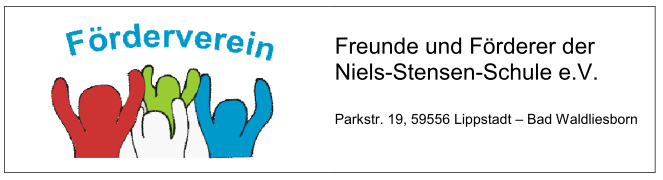 Förderverein
Freunde und Förderer der
Niels-Stensen-Schule e.V.
Parkstr. 19, 59556 Lippstadt – Bad Waldliesborn